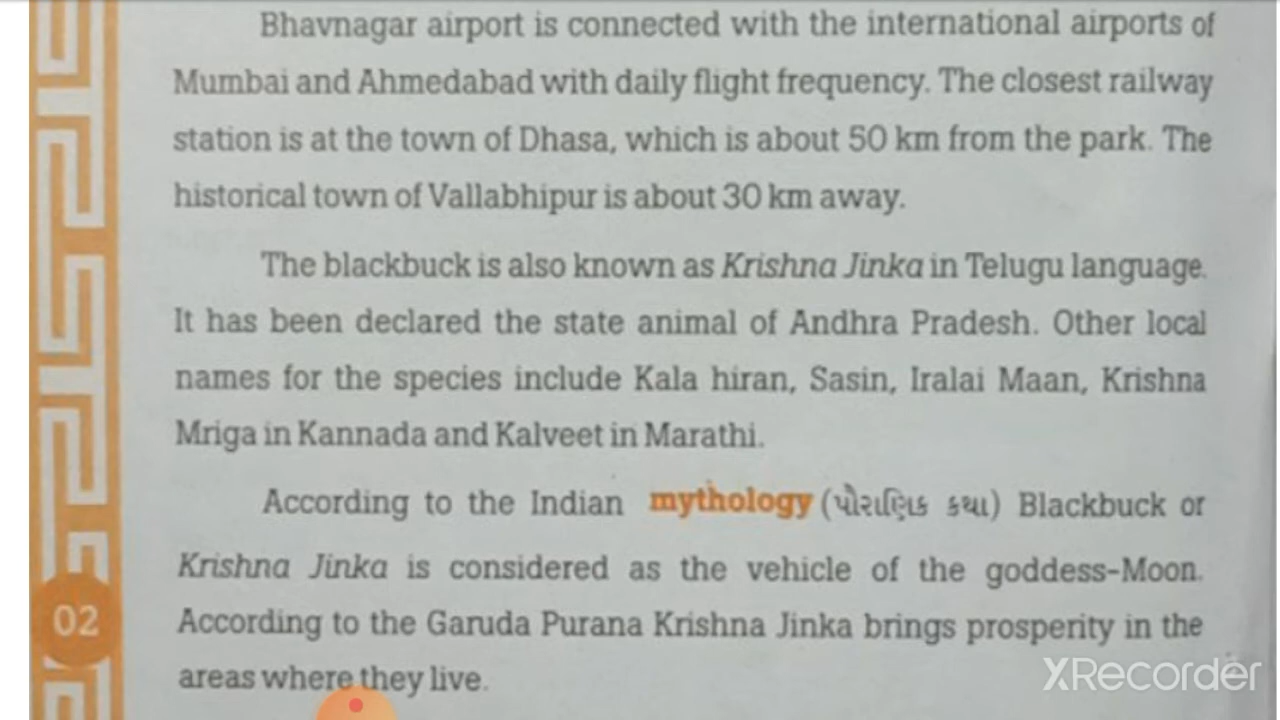 Bhavnagar airport is connected with the international airports of
Mumbai and Ahmedabad with daily flight frequency. The closest railway
station is at the town of Dhasa, which is about 50 km from the park. The
historical town of Vallabhipur is about 30 km away.
The blackbuck is also known as Krishna Jinka in Telugu language.
It has been declared the state animal of Andhra Pradesh. Other local
names for the species include Kala hiran, Sasin, Iralai Maan, Krishna
Mriga in Kannada and Kalveet in Marathi.
According to the Indian mythology (પૌરાણિક કથા) Blackbuck or
Krishna Jinka is considered as the vehicle of the goddess-Moon.
According to the Garuda Purana Krishna Jinka brings prosperity in the
areas where they live.
02
XRecorder